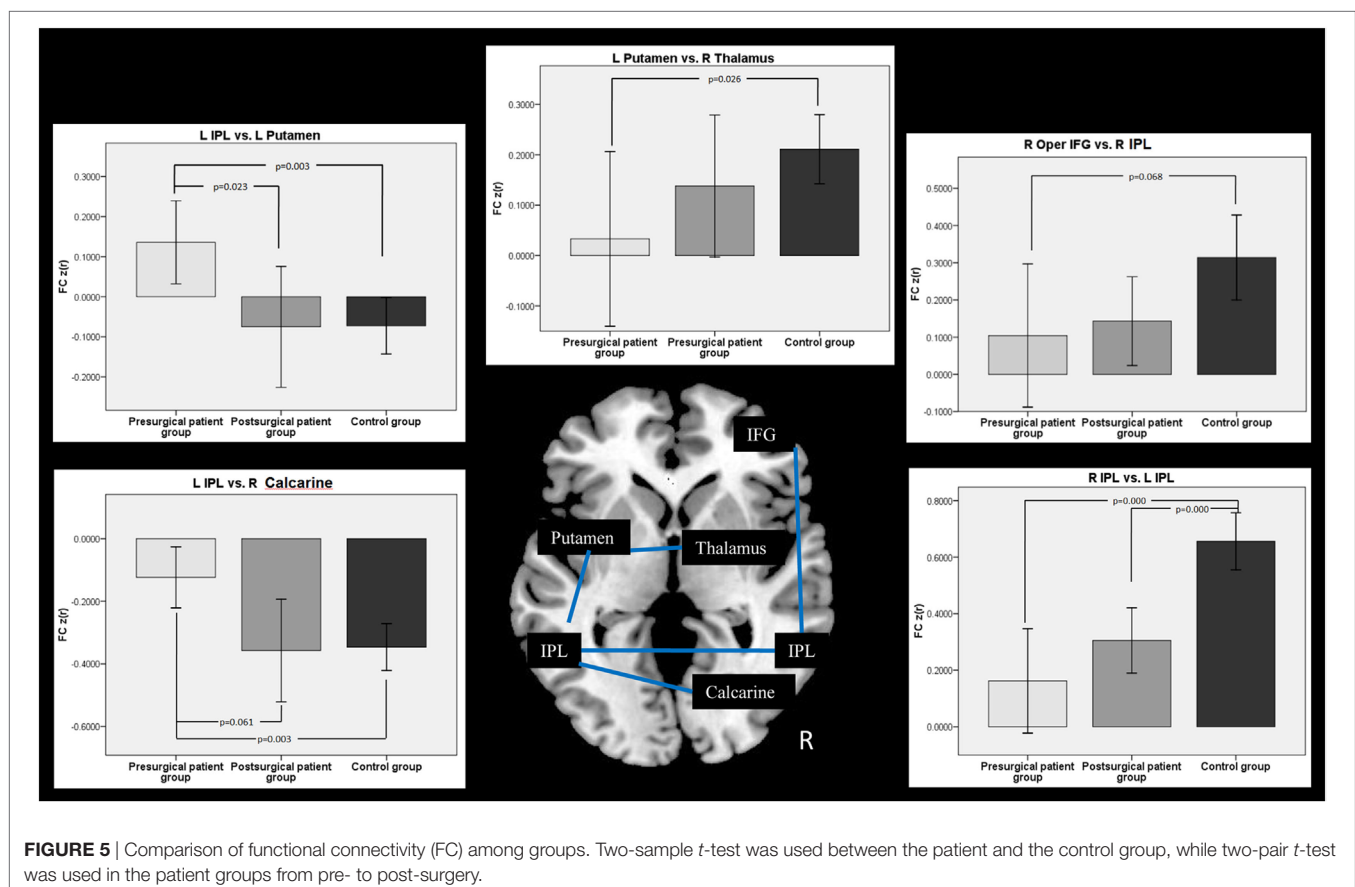 L IPL vs. L Putamen
p=0.003
p=0.023
FC z(r)
0.3000
0.2000
0.1000
0.0000
-0.1000
-0.2000
Presurgical patient Postsurgical patient Control group
group group
L Putamen vs. R Thalamus
p=0.026
FC z(r)
0.3000
0.2000
0.1000
0.0000
-0.1000
Presurgical patient Presurgical patient Control group
group group
R Oper IFG vs. R IPL
p=0.068
FC z(r)
0.5000
0.4000
0.3000
0.2000
0.1000
0.0000
-0.1000
Presurgical patient Postsurgical patient Control group
group group
L IPL vs. R Calcarine
FC z(r)
0.0000
-0.2000
-0.4000
-0.6000
p=0.061
p=0.003
Presurgical patient Postsurgical patient Control group
group group
IFG
Putamen
Thalamus
IPL
IPL
Calcarine
R
R IPL vs. L IPL
p=0.000
p=0.000
FC z(r)
0.8000
0.6000
0.4000
0.2000
0.0000
Presurgical patient Postsurgical patient Control group
group group
FIGURE 5 | Comparison of functional connectivity (FC) among groups. Two-sample t-test was used between the patient and the control group, while two-pair t-test
was used in the patient groups from pre- to post-surgery.